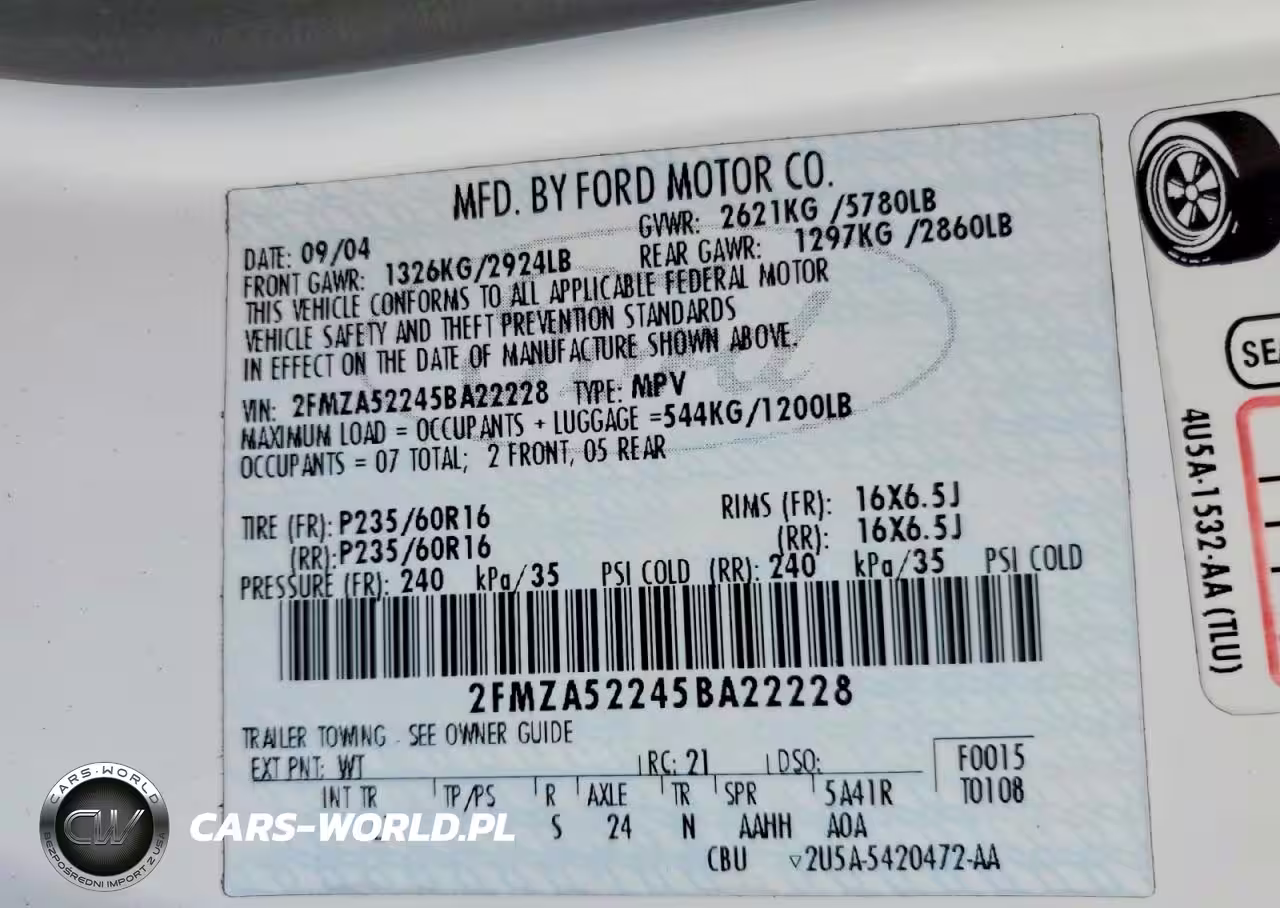 MFD. BY FORD MOTOR CO.
DATE: 09/04 GVWR: 2621KG /5780LB
FRONT GAWR: 1326KG/2924LB REAR GAWR: 1297KG /2860LB
THIS VEHICLE CONFORMS TO ALL APPLICABLE FEDERAL MOTOR
VEHICLE SAFETY AND THEFT PREVENTION STANDARDS
IN EFFECT ON THE DATE OF MANUFACTURE SHOWN ABOVE.
VIN: 2FMZA52245BA22228 TYPE: MPV
MAXIMUM LOAD = OCCUPANTS + LUGGAGE =544KG/1200LB
OCCUPANTS = 07 TOTAL; 2 FRONT, 05 REAR
TIRE (FR): P235/60R16 RIMS (FR): 16X6.5J
(RR): P235/60R16 (RR): 16X6.5J
PRESSURE (FR): 240 kPa/35 PSI COLD (RR): 240 kPa/35 PSI COLD
2FMZA52245BA22228
TRAILER TOWING - SEE OWNER GUIDE
EXT PNT: WT RC: 21 DSO: F0015
INT TR TP/PS R AXLE TR SPR 5A41R T0108
S 24 N AAHH A0A
CBU ▽2U5A-5420472-AA
SEA
4U5A-1532-AA (TLU)
CARS-WORLD
CW
BEZPOŚREDNI IMPORT Z USA
CARS-WORLD.PL